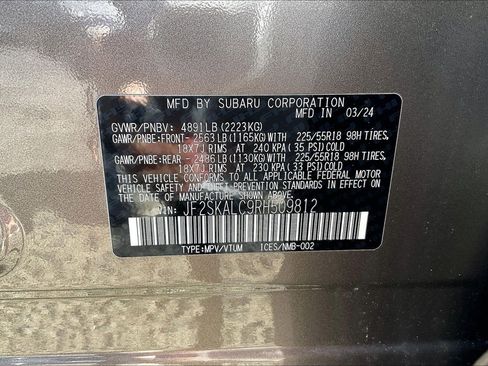 MFD BY SUBARU CORPORATION
MFD IN 03/24
GVWR/PNBV: 4891LB(2223KG)
GAWR/PNBE:FRONT- 2563LB(1165KG)WITH 225/55R18 98H TIRES,
18X7J RIMS AT 240 KPA(35 PSI)COLD
GAWR/PNBE:REAR - 2486LB(1130KG)WITH 225/55R18 98H TIRES,
18X7J RIMS AT 230 KPA(33 PSI)COLD
THIS VEHICLE CONFORMS TO ALL APPLICABLE FEDERAL MOTOR
VEHICLE SAFETY AND THEFT PREVENTION STANDARDS IN EFFECT
ON THE DATE OF MANUFACTURE SHOWN ABOVE.
VIN: JF2SKALC9RH509812
TYPE:MPV/VTUM ICES/NMB-002